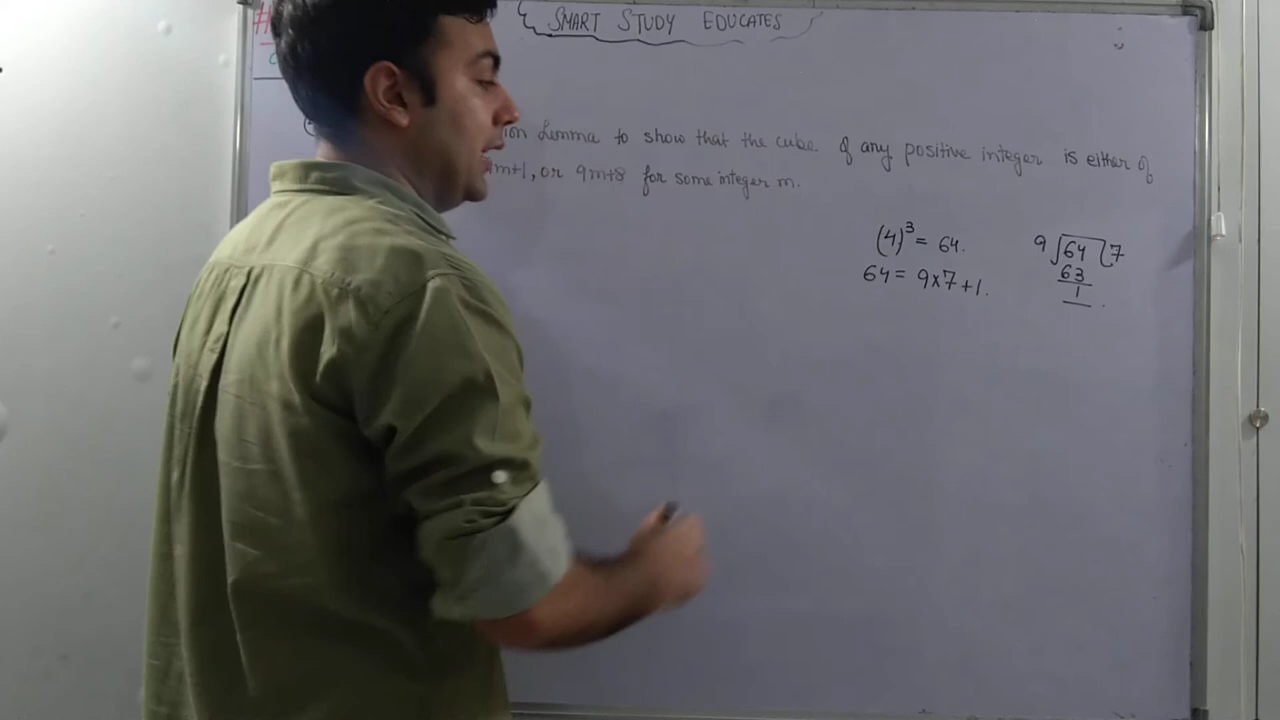 SMART STUDY EDUCATES
Lemma to show that the cube of any positive integer is either of
m+1, or 9m+8 for some integer m.
(4)³ = 64.
64 = 9×7+1.
9 64 7
63
1